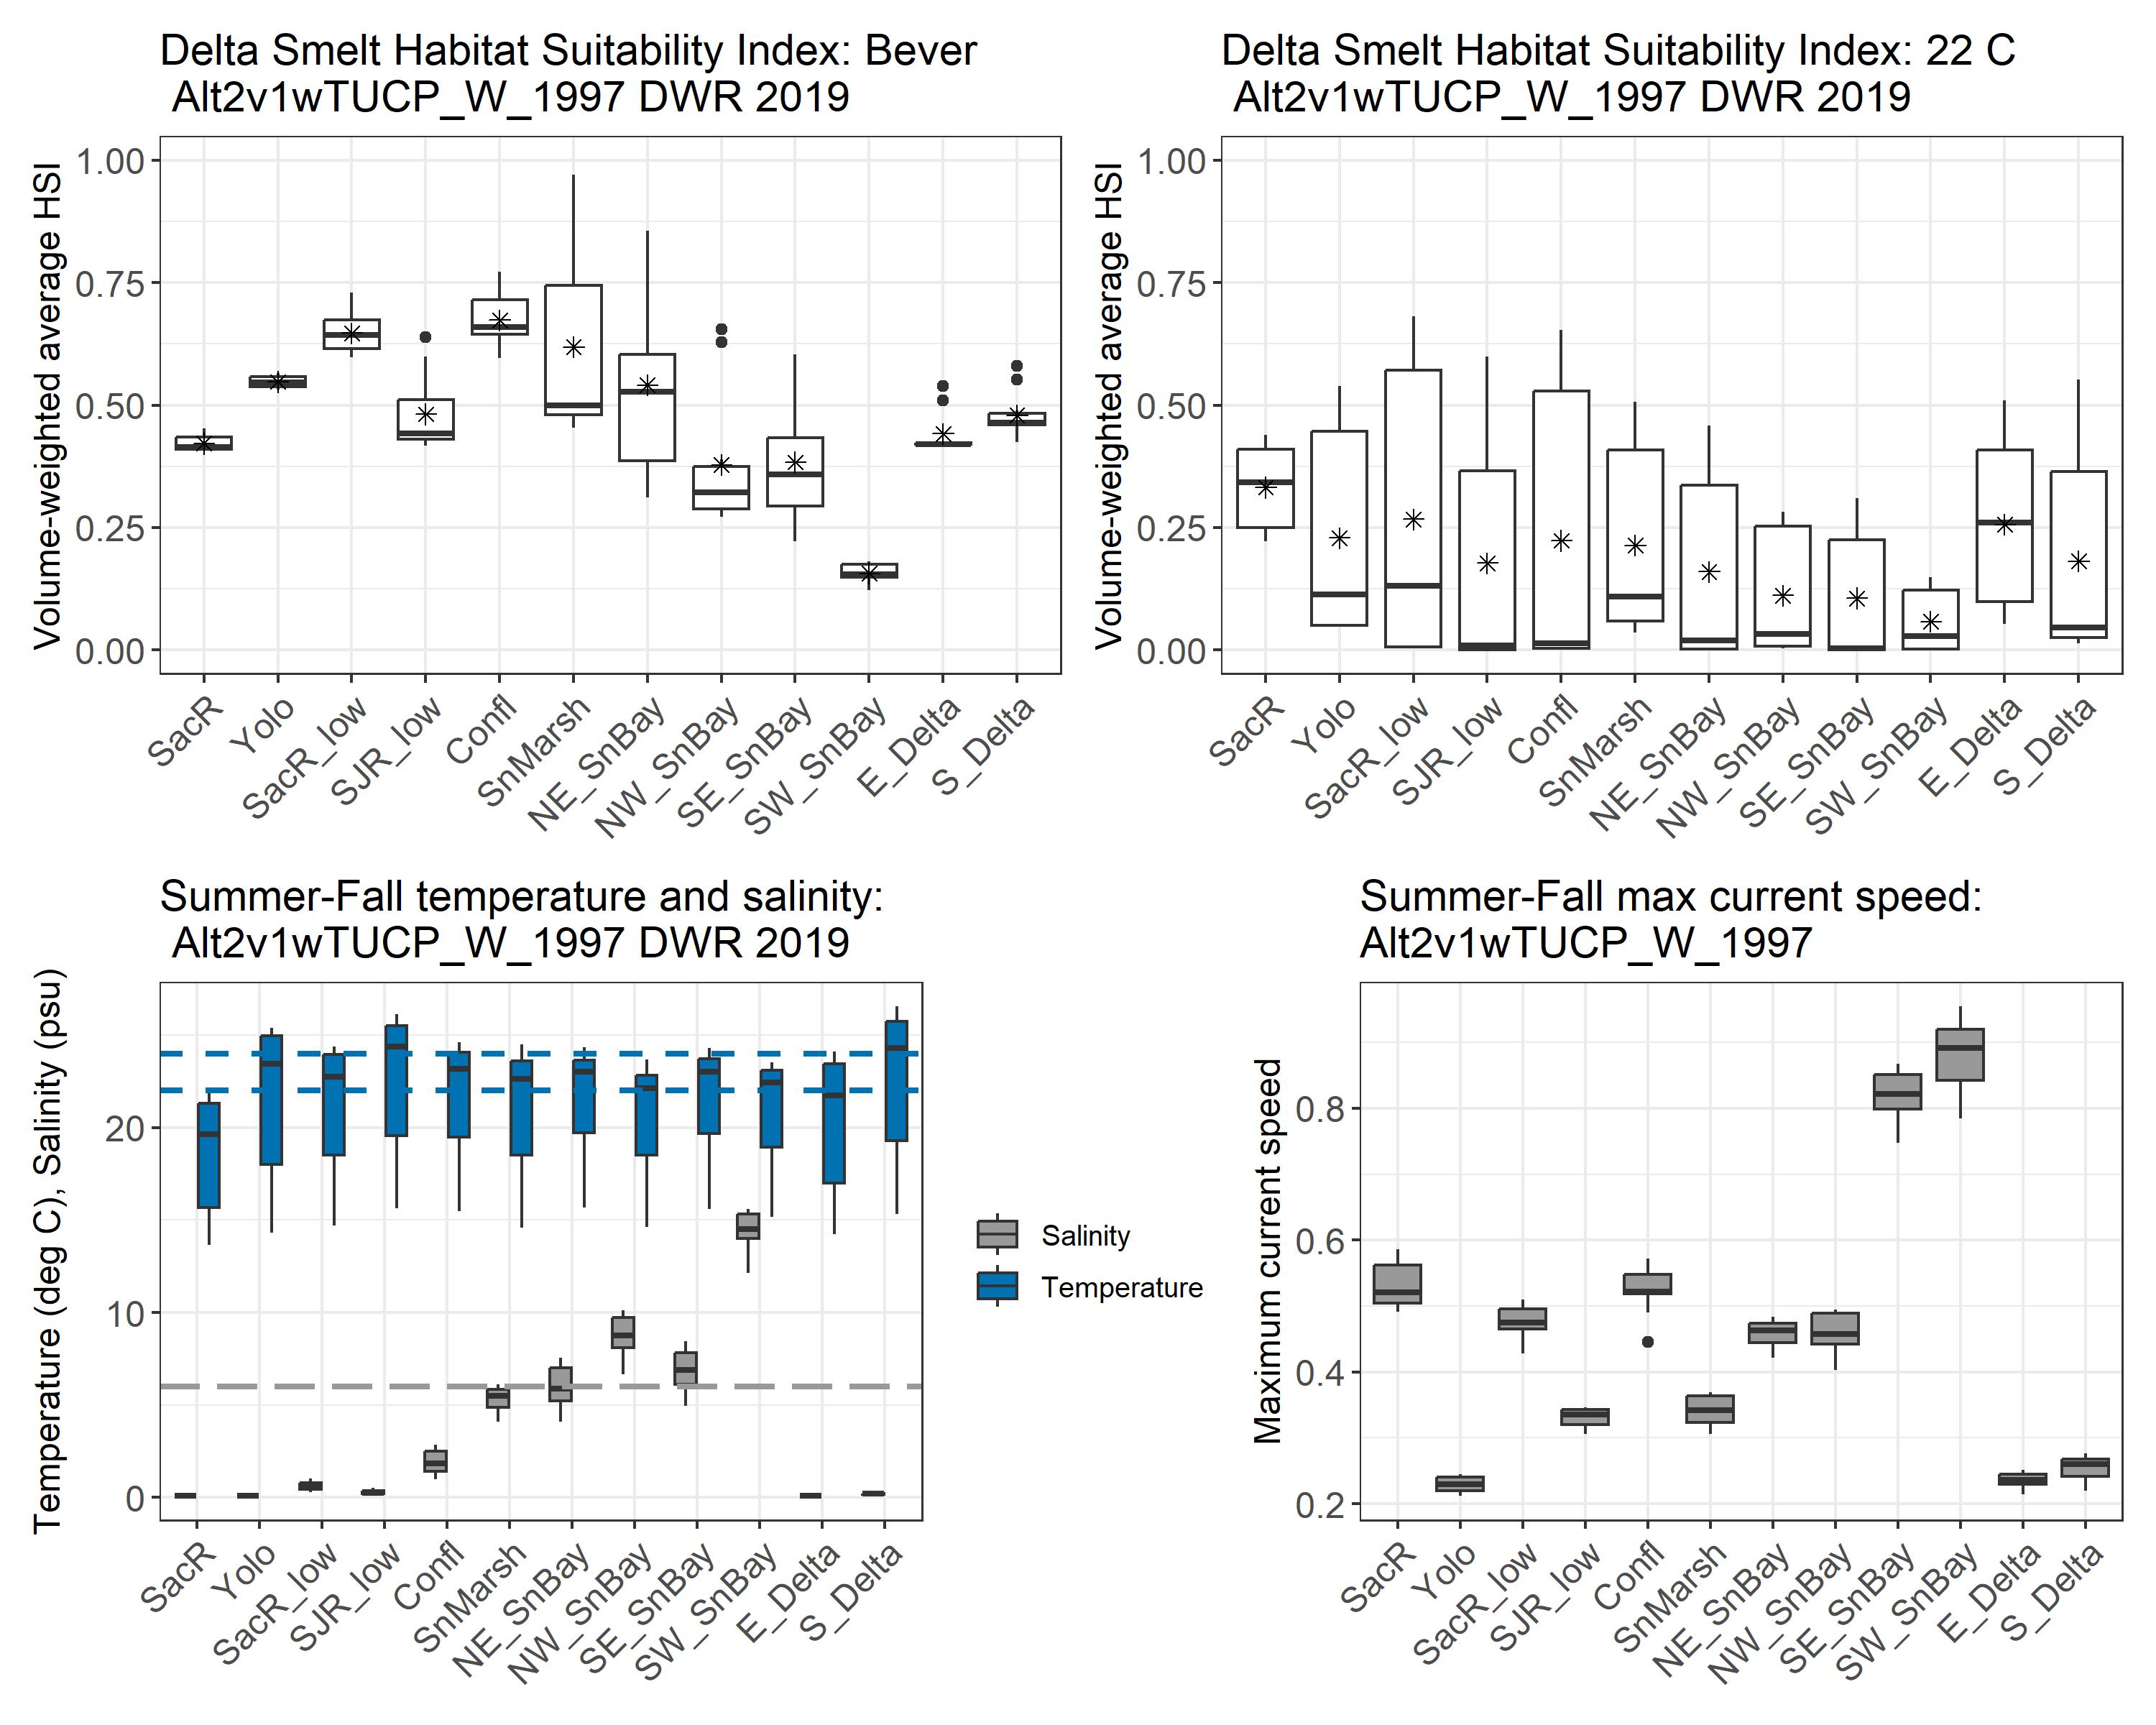 Delta Smelt Habitat Suitability Index: Bever
Alt2v1wTUCP_W_1997 DWR 2019
Volume-weighted average HSI
1.00
0.75
0.50
0.25
0.00
SacR
Yolo
SacR_low
SJR_low
Confl
SnMarsh
NE_SnBay
NW_SnBay
SE_SnBay
SW_SnBay
E_Delta
S_Delta
Delta Smelt Habitat Suitability Index: 22 C
Alt2v1wTUCP_W_1997 DWR 2019
Volume-weighted average HSI
1.00
0.75
0.50
0.25
0.00
SacR
Yolo
SacR_low
SJR_low
Confl
SnMarsh
NE_SnBay
NW_SnBay
SE_SnBay
SW_SnBay
E_Delta
S_Delta
Summer-Fall temperature and salinity:
Alt2v1wTUCP_W_1997 DWR 2019
Temperature (deg C), Salinity (psu)
20
10
0
SacR
Yolo
SacR_low
SJR_low
Confl
SnMarsh
NE_SnBay
NW_SnBay
SE_SnBay
SW_SnBay
E_Delta
S_Delta
Salinity
Temperature
Summer-Fall max current speed:
Alt2v1wTUCP_W_1997
Maximum current speed
0.8
0.6
0.4
0.2
SacR
Yolo
SacR_low
SJR_low
Confl
SnMarsh
NE_SnBay
NW_SnBay
SE_SnBay
SW_SnBay
E_Delta
S_Delta